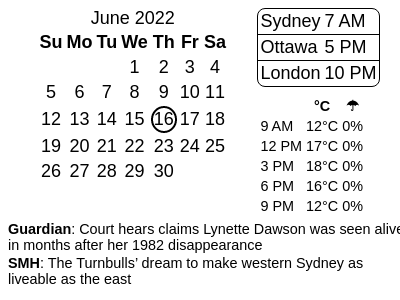 June 2022
Su Mo Tu We Th Fr Sa
1 2 3 4
5 6 7 8 9 10 11
12 13 14 15 16 17 18
19 20 21 22 23 24 25
26 27 28 29 30
Sydney 7 AM
Ottawa 5 PM
London 10 PM
°C ☂
9 AM 12°C 0%
12 PM 17°C 0%
3 PM 18°C 0%
6 PM 16°C 0%
9 PM 12°C 0%
Guardian: Court hears claims Lynette Dawson was seen alive
in months after her 1982 disappearance
SMH: The Turnbulls’ dream to make western Sydney as
liveable as the east